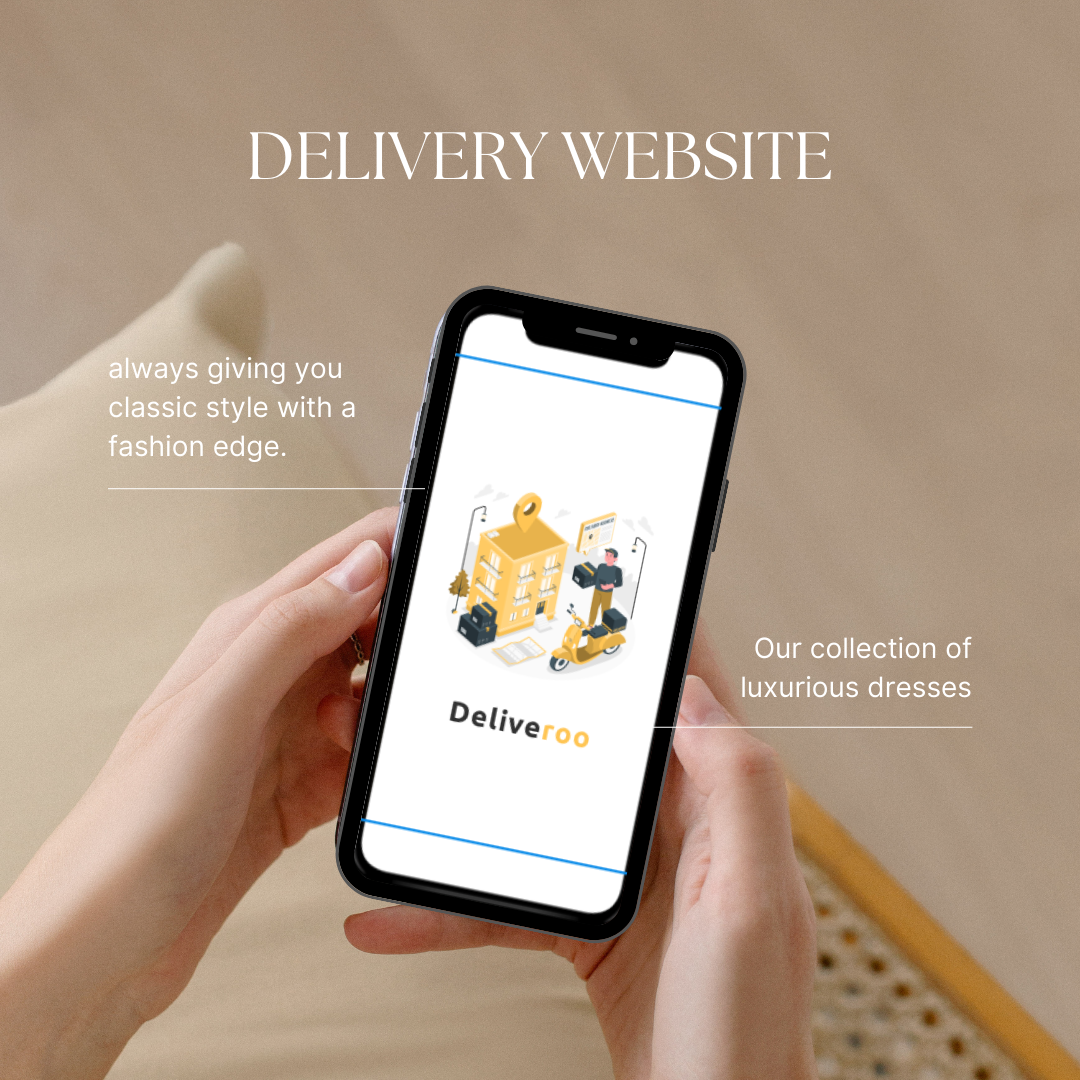 DELIVERY WEBSITE
always giving you
classic style with a
fashion edge.
Our collection of
luxurious dresses
Deliveroo